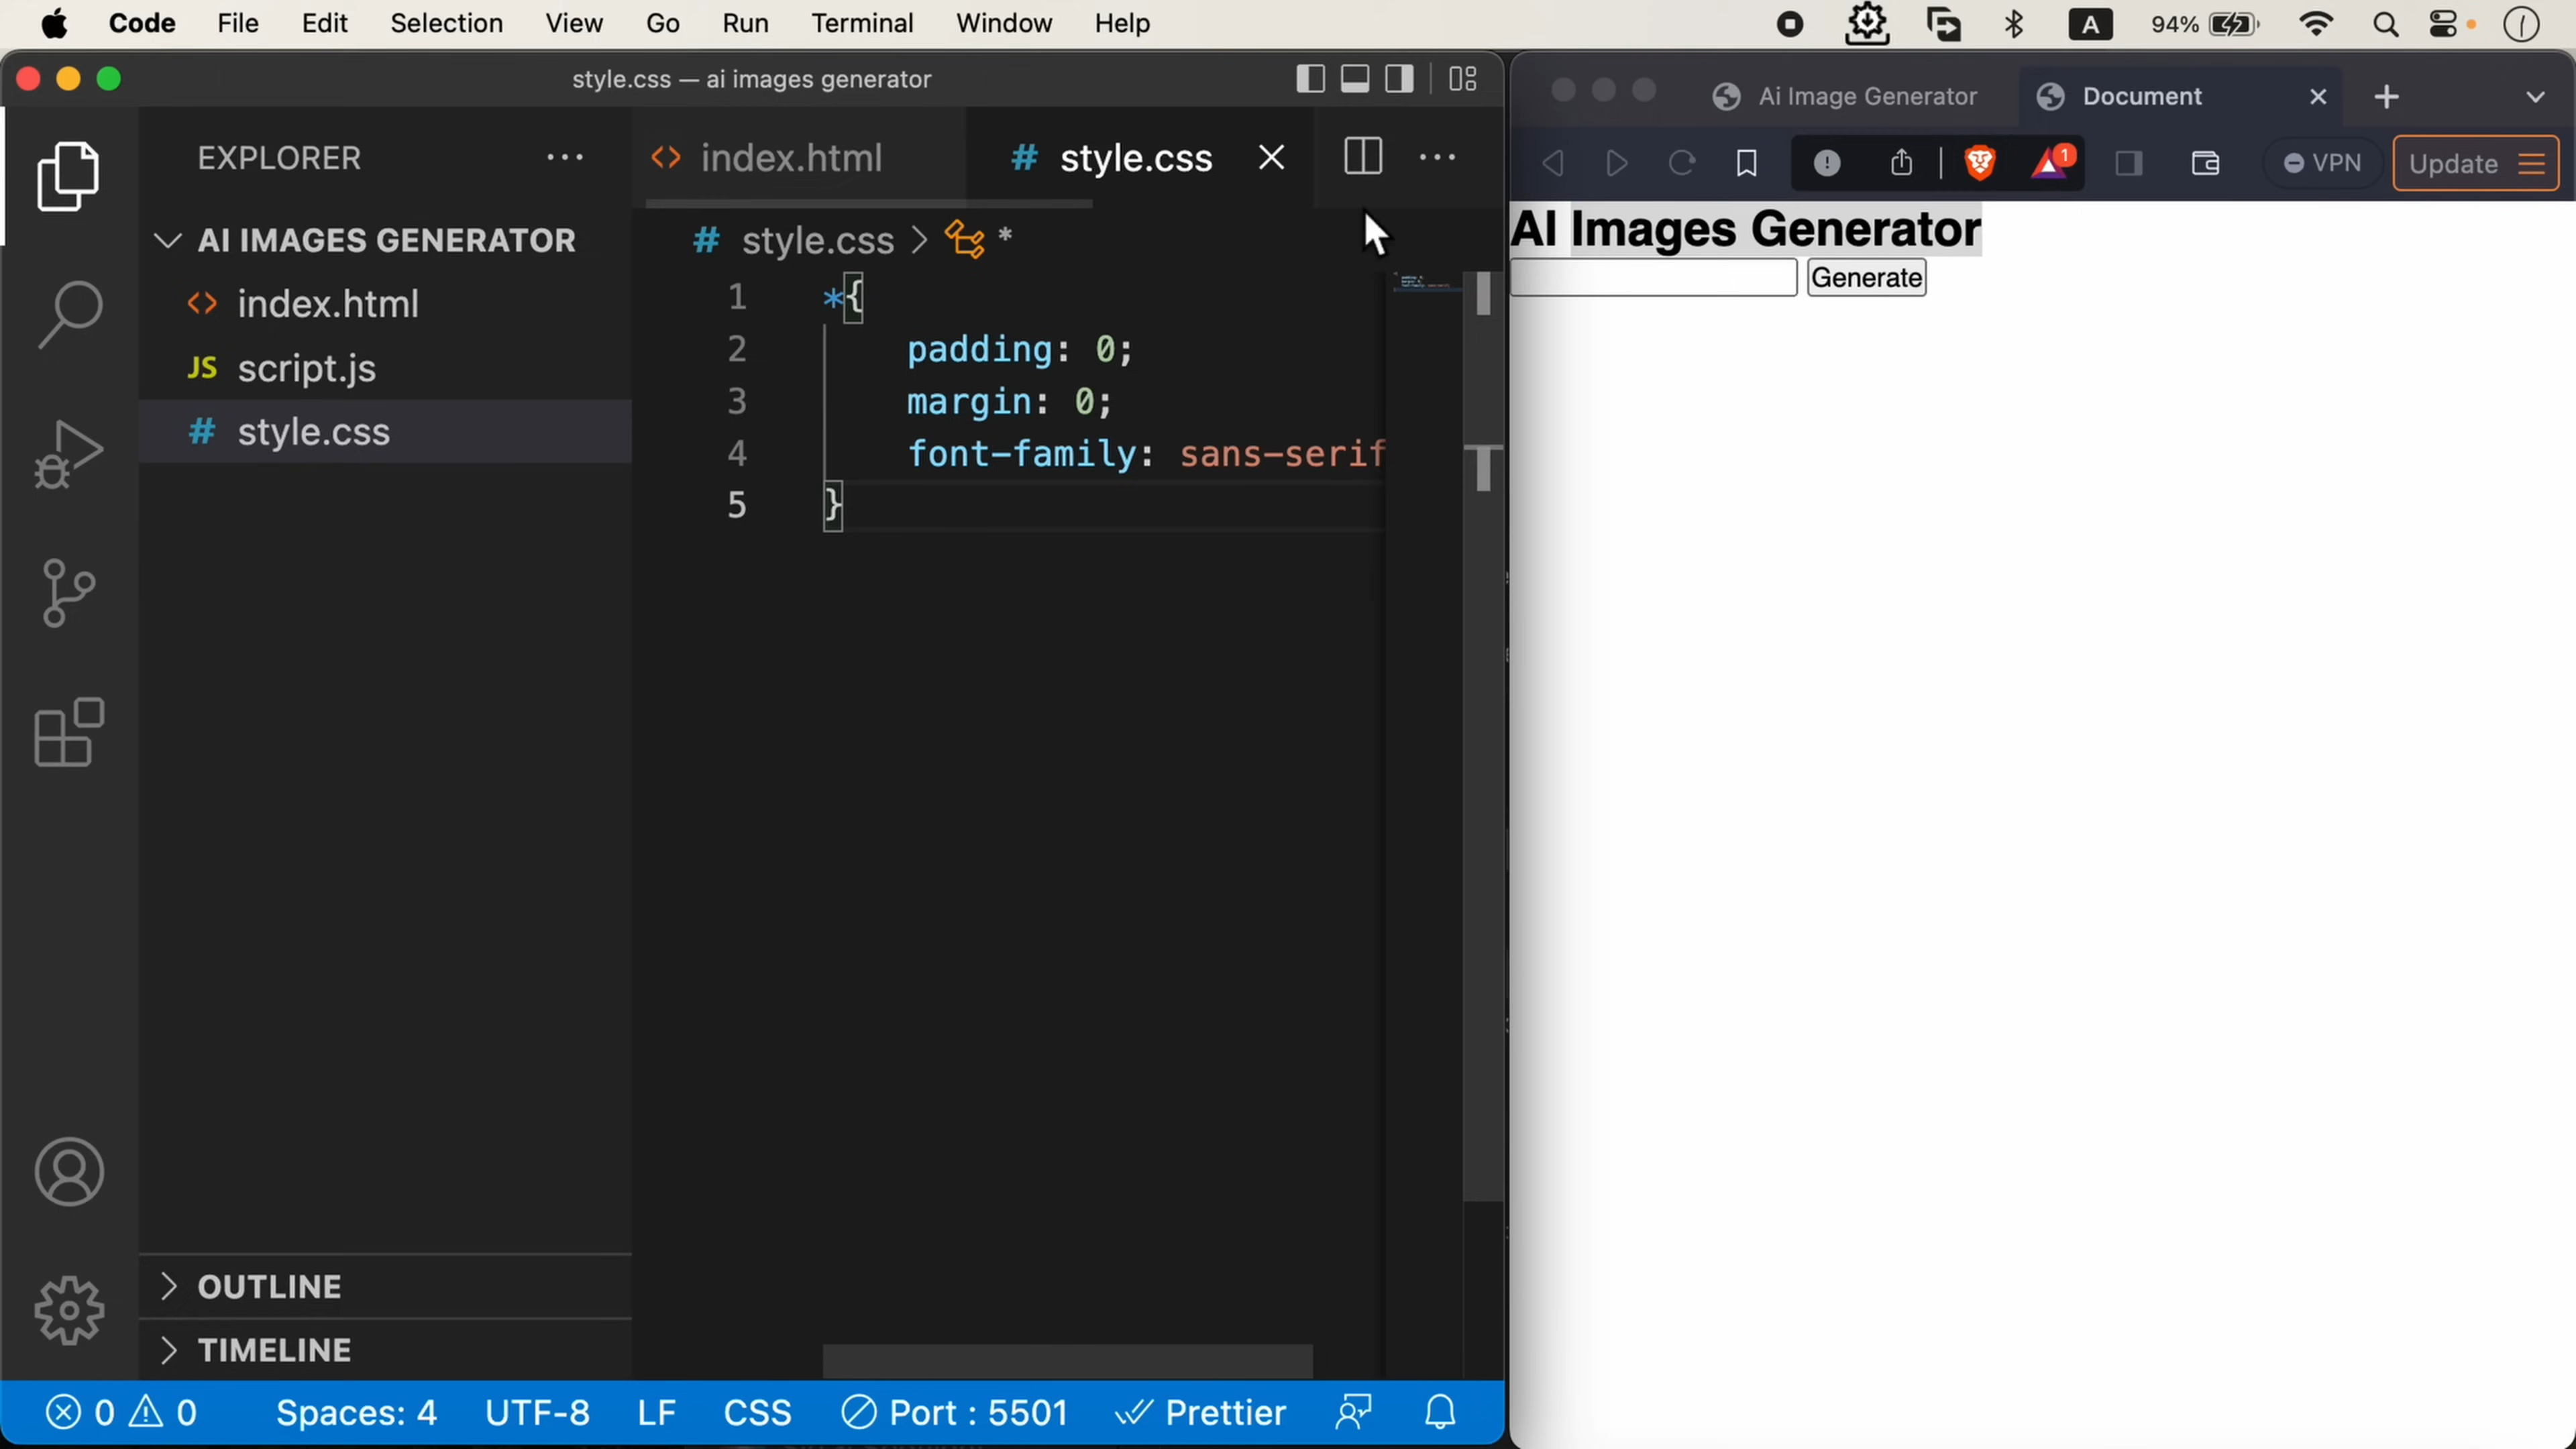 Code File Edit Selection View Go Run Terminal Window Help A 94%
style.css — ai images generator
EXPLORER
AI IMAGES GENERATOR
<> index.html
JS script.js
# style.css
OUTLINE
TIMELINE
<> index.html # style.css
# style.css > *
1 *{
2 padding: 0;
3 margin: 0;
4 font-family: sans-serif
5 }
0 0 Spaces: 4 UTF-8 LF CSS Port : 5501 Prettier
Ai Image Generator Document
1 VPN Update
AI Images Generator
Generate